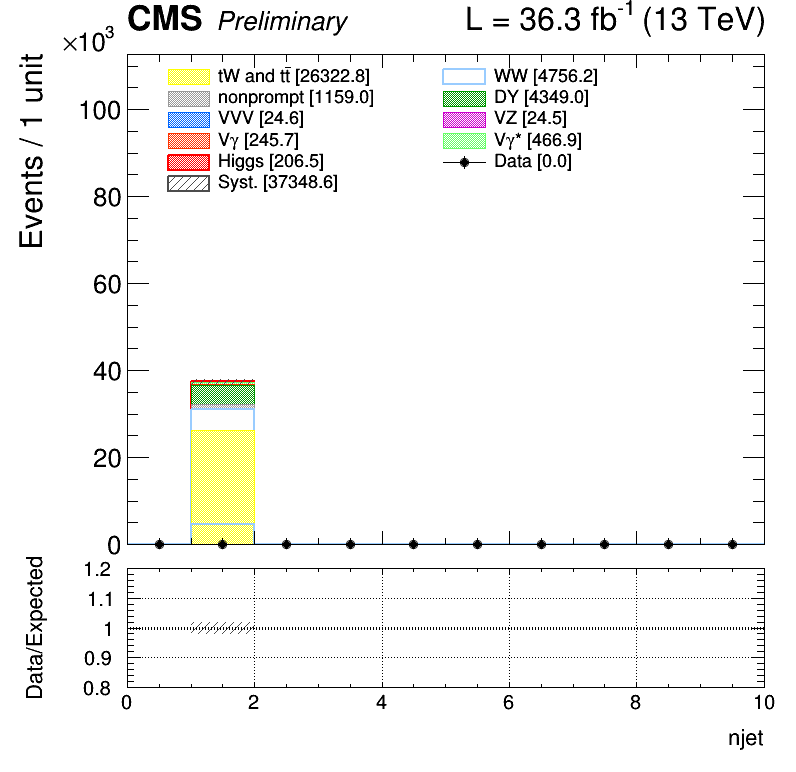 CMS Preliminary L = 36.3 fb⁻¹ (13 TeV)
×10³
Events / 1 unit
tW and tt̄ [26322.8]
nonprompt [1159.0]
VVV [24.6]
Vγ [245.7]
Higgs [206.5]
Syst. [37348.6]
WW [4756.2]
DY [4349.0]
VZ [24.5]
Vγ* [466.9]
Data [0.0]
100
80
60
40
20
0
Data/Expected
1.2
1.1
1
0.9
0.8
0 2 4 6 8 10
njet